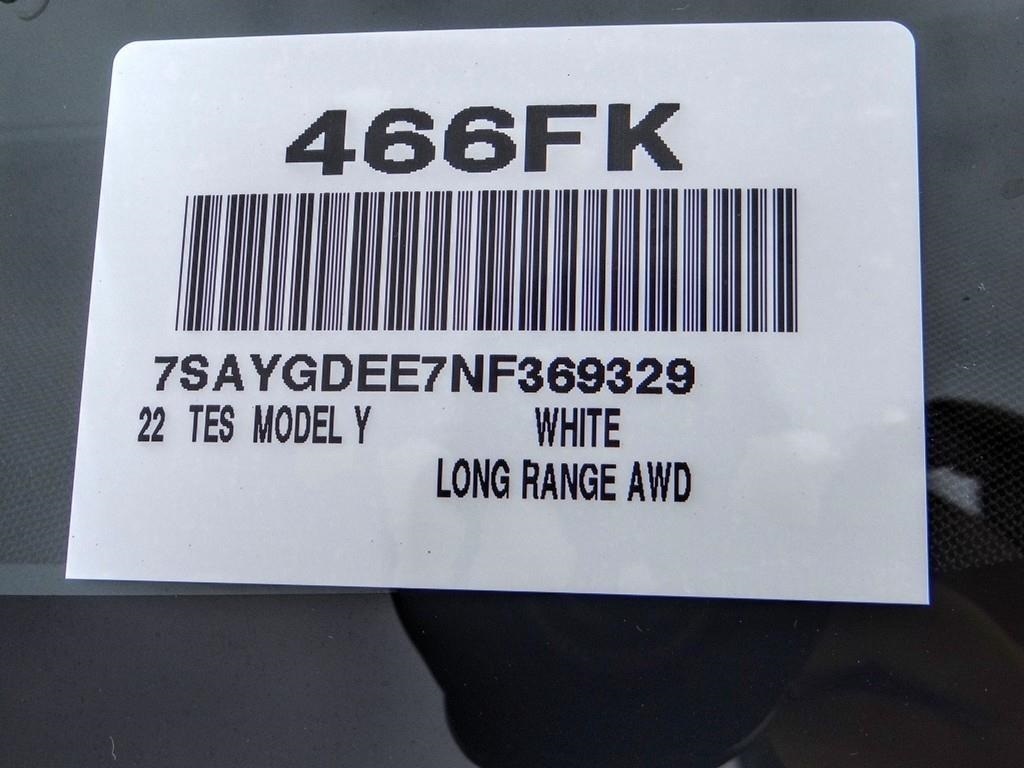 466FK
7SAYGDEE7NF369329
22 TES MODEL Y WHITE
LONG RANGE AWD